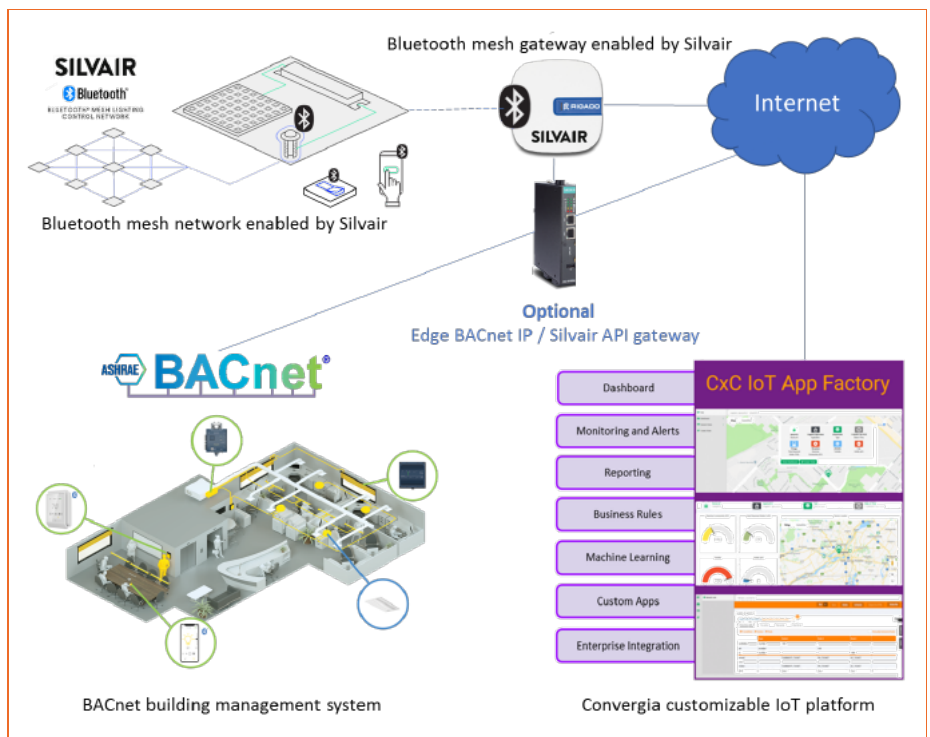 Bluetooth mesh gateway enabled by Silvair
SILVAIR
Bluetooth®
BLUETOOTH® MESH LIGHTING
CONTROL NETWORK
RIGADO
SILVAIR
Internet
Bluetooth mesh network enabled by Silvair
Optional
Edge BACnet IP / Silvair API gateway
ASHRAE BACnet®
CxC IoT App Factory
Dashboard
Monitoring and Alerts
Reporting
Business Rules
Machine Learning
Custom Apps
Enterprise Integration
BACnet building management system
Convergia customizable IoT platform